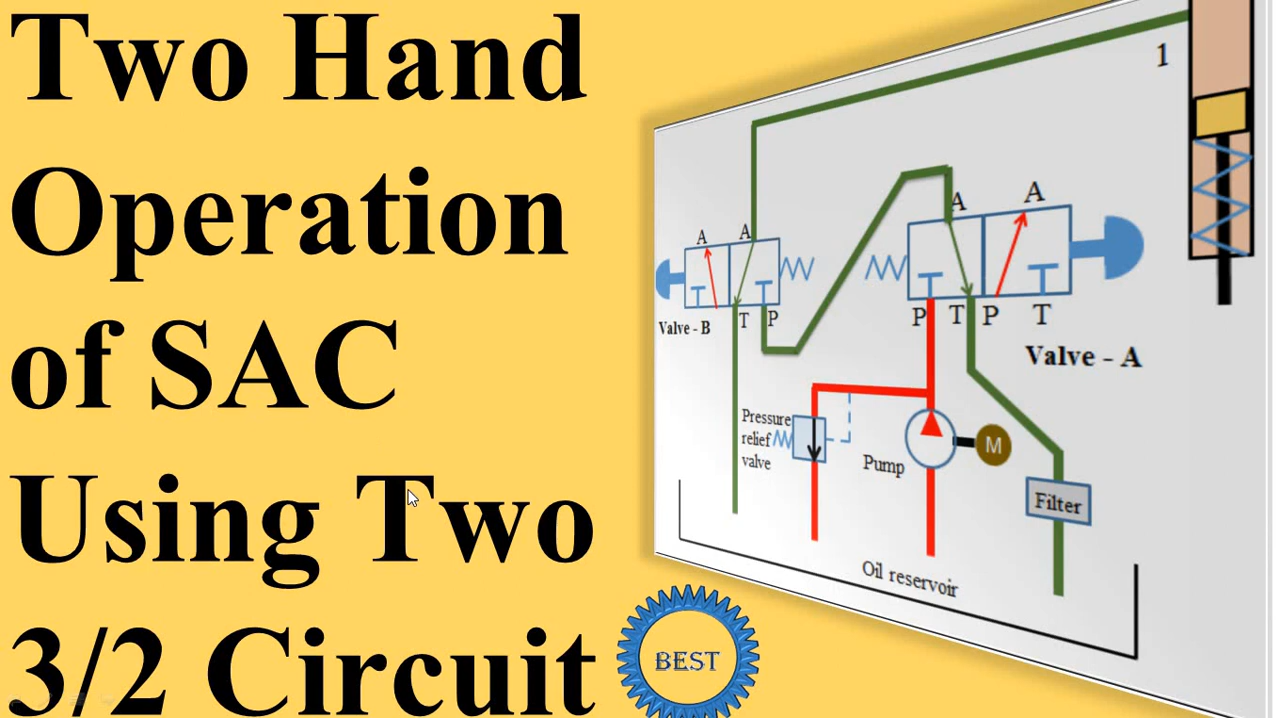 Two Hand
Operation
of SAC
Using Two
3/2 Circuit
BEST
1
A
A
A
A
T
P
Valve - B
P
T
P
T
Valve - A
Pressure
relief
valve
Pump
M
Filter
Oil reservoir